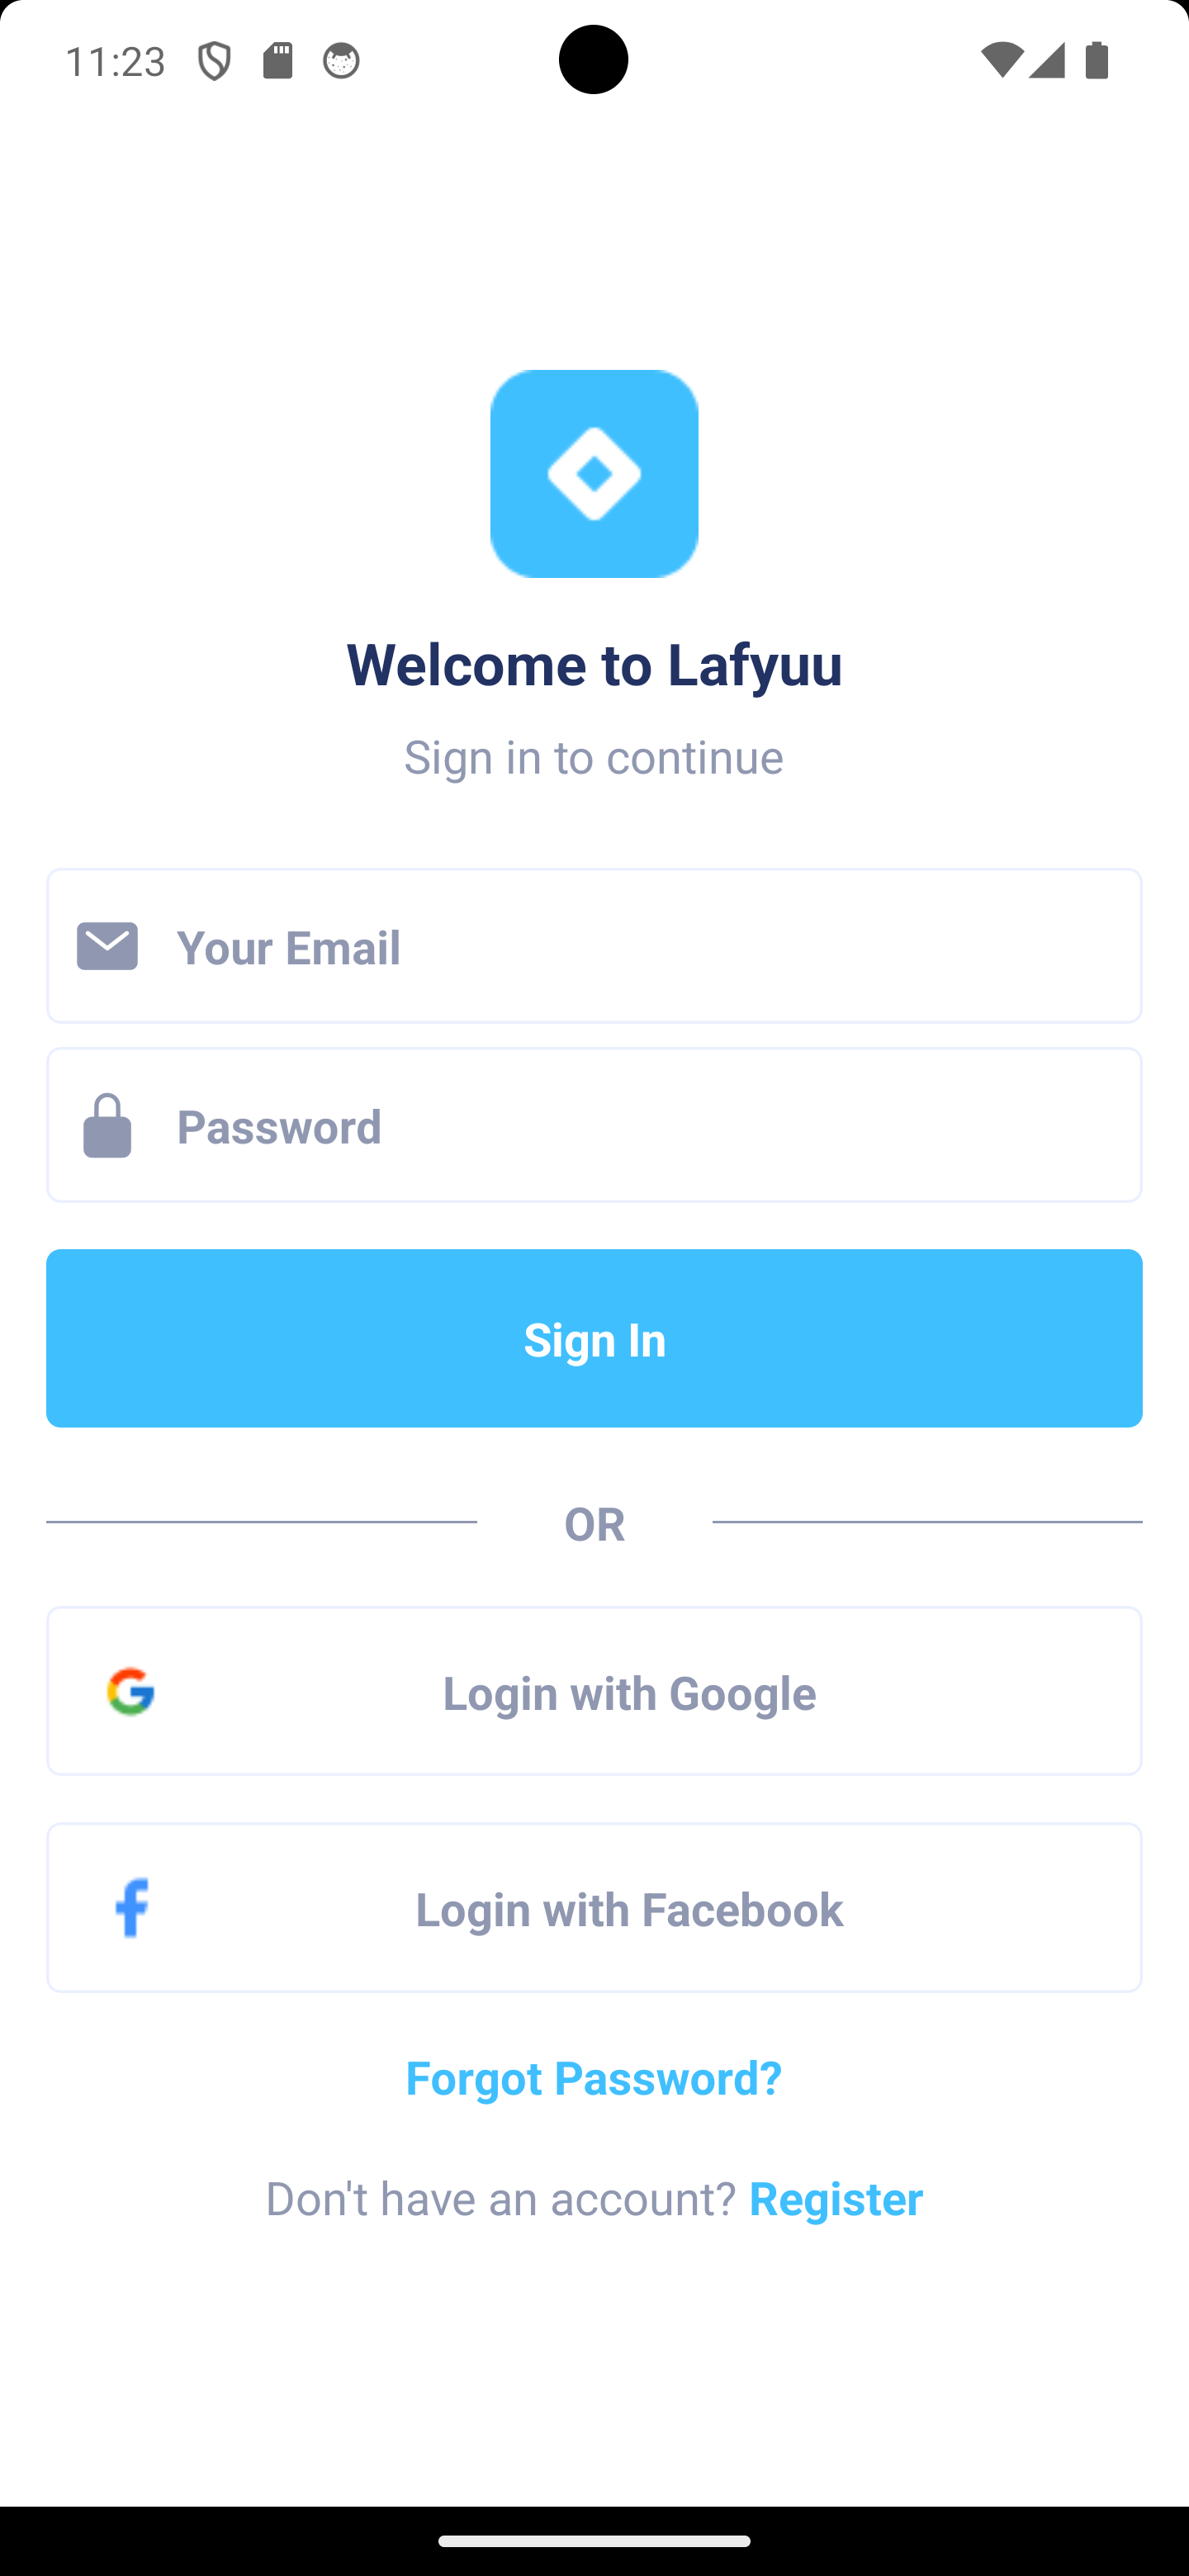 11:23
Welcome to Lafyuu
Sign in to continue
Your Email
Password
Sign In
OR
Login with Google
Login with Facebook
Forgot Password?
Don't have an account? Register